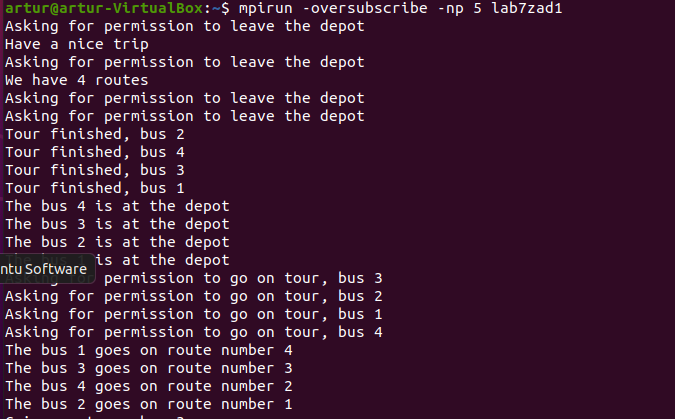 artur@artur-VirtualBox:~$ mpirun -oversubscribe -np 5 lab7zad1
Asking for permission to leave the depot
Have a nice trip
Asking for permission to leave the depot
We have 4 routes
Asking for permission to leave the depot
Asking for permission to leave the depot
Tour finished, bus 2
Tour finished, bus 4
Tour finished, bus 3
Tour finished, bus 1
The bus 4 is at the depot
The bus 3 is at the depot
The bus 2 is at the depot
The bus 1 is at the depot
ntu Software
Asking for permission to go on tour, bus 3
Asking for permission to go on tour, bus 2
Asking for permission to go on tour, bus 1
Asking for permission to go on tour, bus 4
The bus 1 goes on route number 4
The bus 3 goes on route number 3
The bus 4 goes on route number 2
The bus 2 goes on route number 1